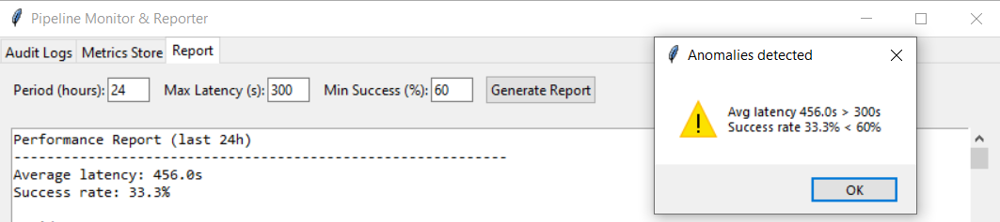 Pipeline Monitor & Reporter
Audit Logs Metrics Store Report
Period (hours): 24 Max Latency (s): 300 Min Success (%): 60 Generate Report
Performance Report (last 24h)
------------------------------------------------------------
Average latency: 456.0s
Success rate: 33.3%
Anomalies detected
Avg latency 456.0s > 300s
Success rate 33.3% < 60%
OK